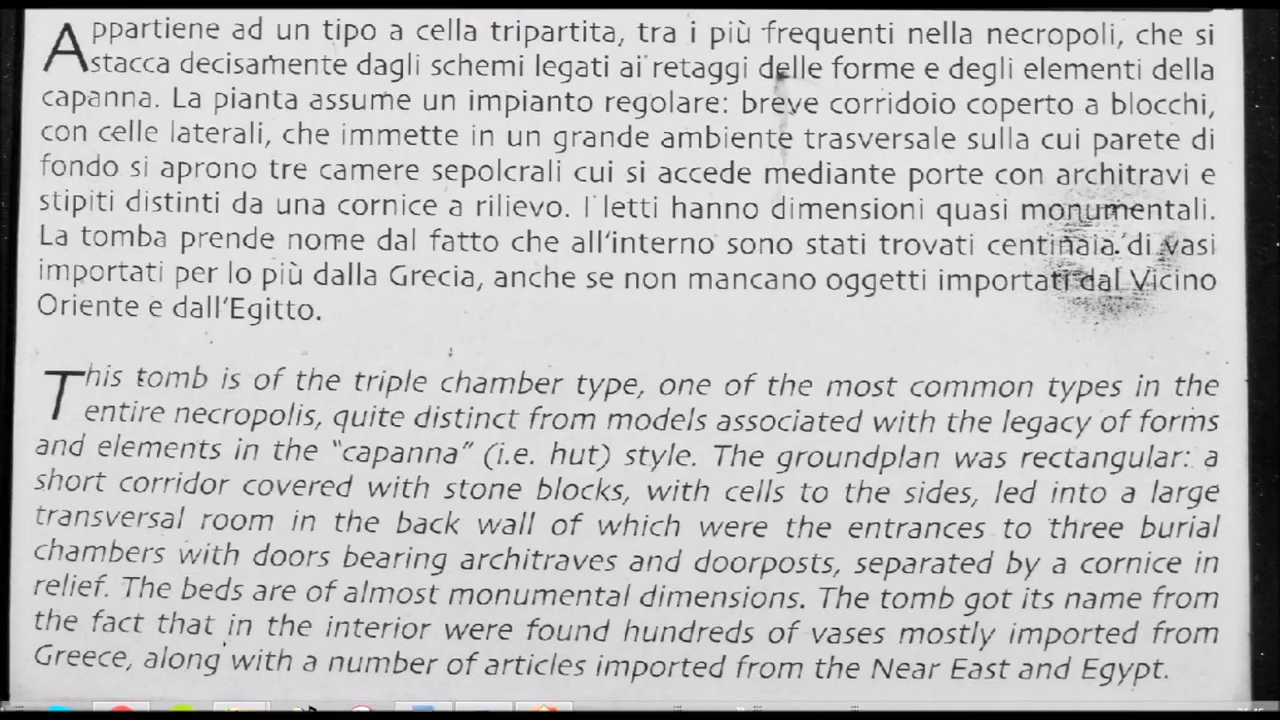 Appartiene ad un tipo a cella tripartita, tra i più frequenti nella necropoli, che si
stacca decisamente dagli schemi legati ai retaggi delle forme e degli elementi della
capanna. La pianta assume un impianto regolare: breve corridoio coperto a blocchi,
con celle laterali, che immette in un grande ambiente trasversale sulla cui parete di
fondo si aprono tre camere sepolcrali cui si accede mediante porte con architravi e
stipiti distinti da una cornice a rilievo. I letti hanno dimensioni quasi monumentali.
La tomba prende nome dal fatto che all'interno sono stati trovati centinaia di vasi
importati per lo più dalla Grecia, anche se non mancano oggetti importati dal Vicino
Oriente e dall'Egitto.
This tomb is of the triple chamber type, one of the most common types in the
entire necropolis, quite distinct from models associated with the legacy of forms
and elements in the "capanna" (i.e. hut) style. The groundplan was rectangular: a
short corridor covered with stone blocks, with cells to the sides, led into a large
transversal room in the back wall of which were the entrances to three burial
chambers with doors bearing architraves and doorposts, separated by a cornice in
relief. The beds are of almost monumental dimensions. The tomb got its name from
the fact that in the interior were found hundreds of vases mostly imported from
Greece, along with a number of articles imported from the Near East and Egypt.